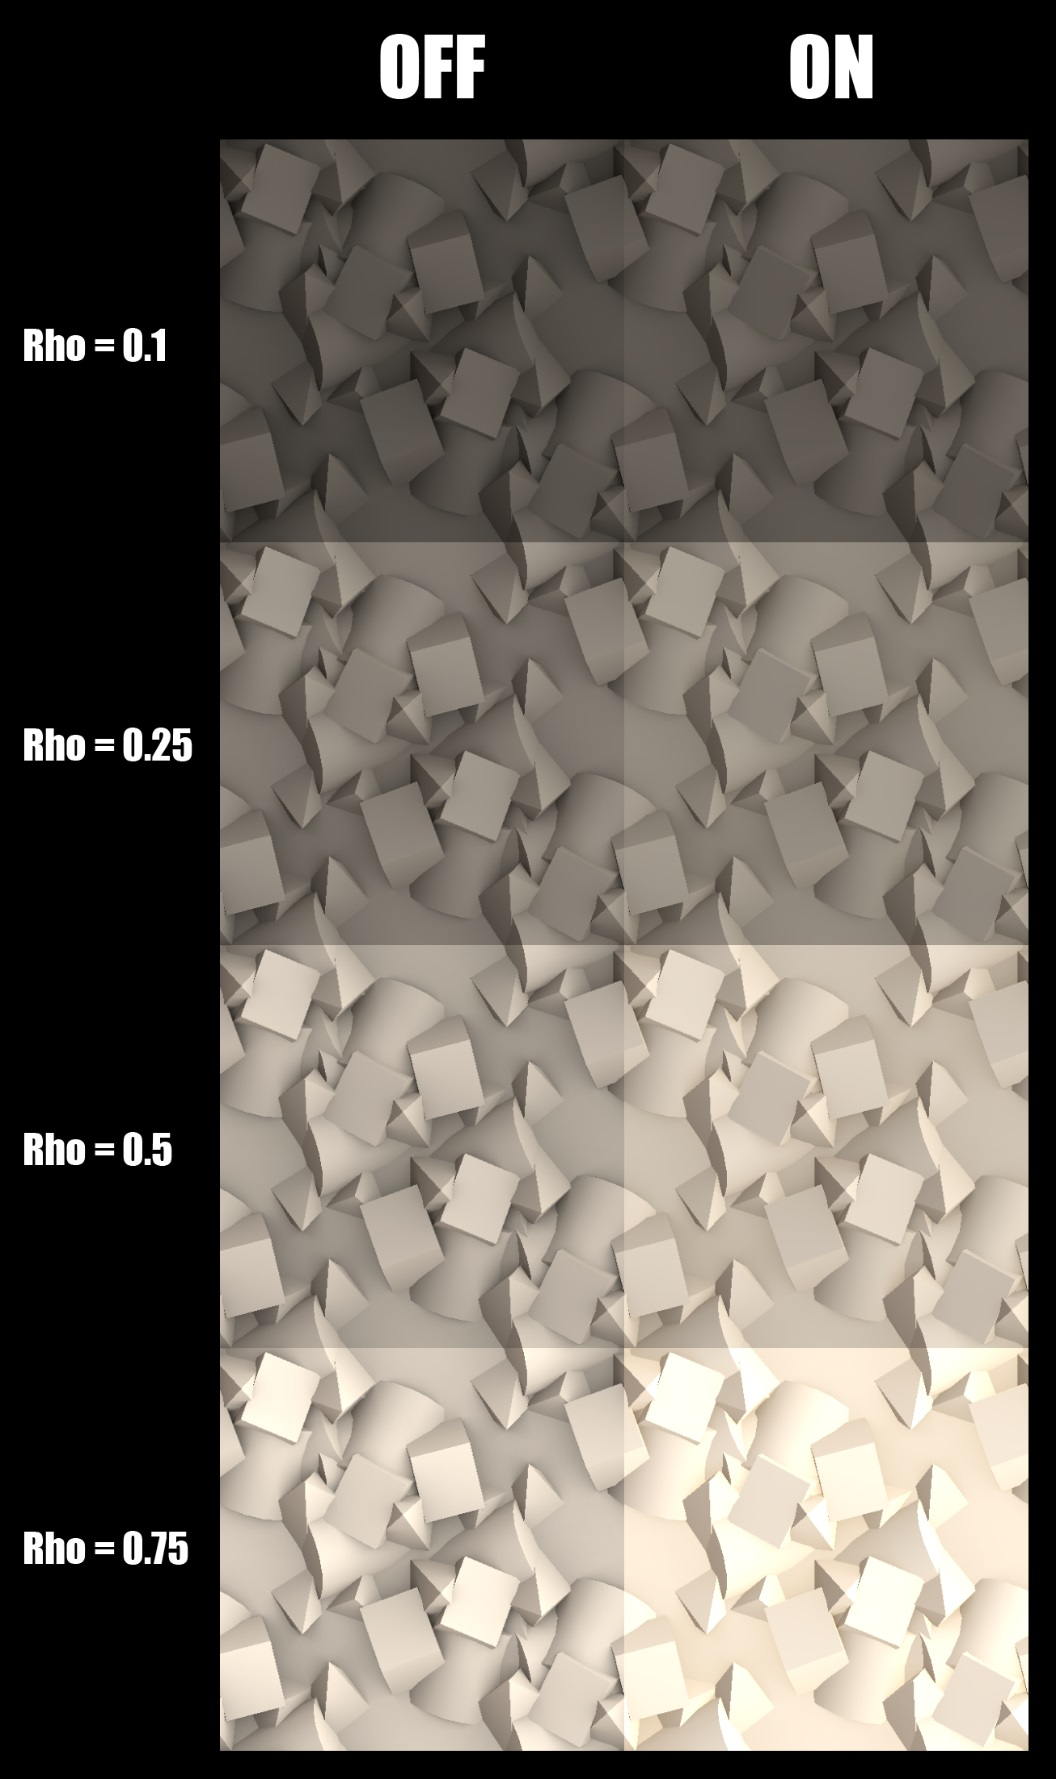 OFF ON
Rho = 0.1
Rho = 0.25
Rho = 0.5
Rho = 0.75